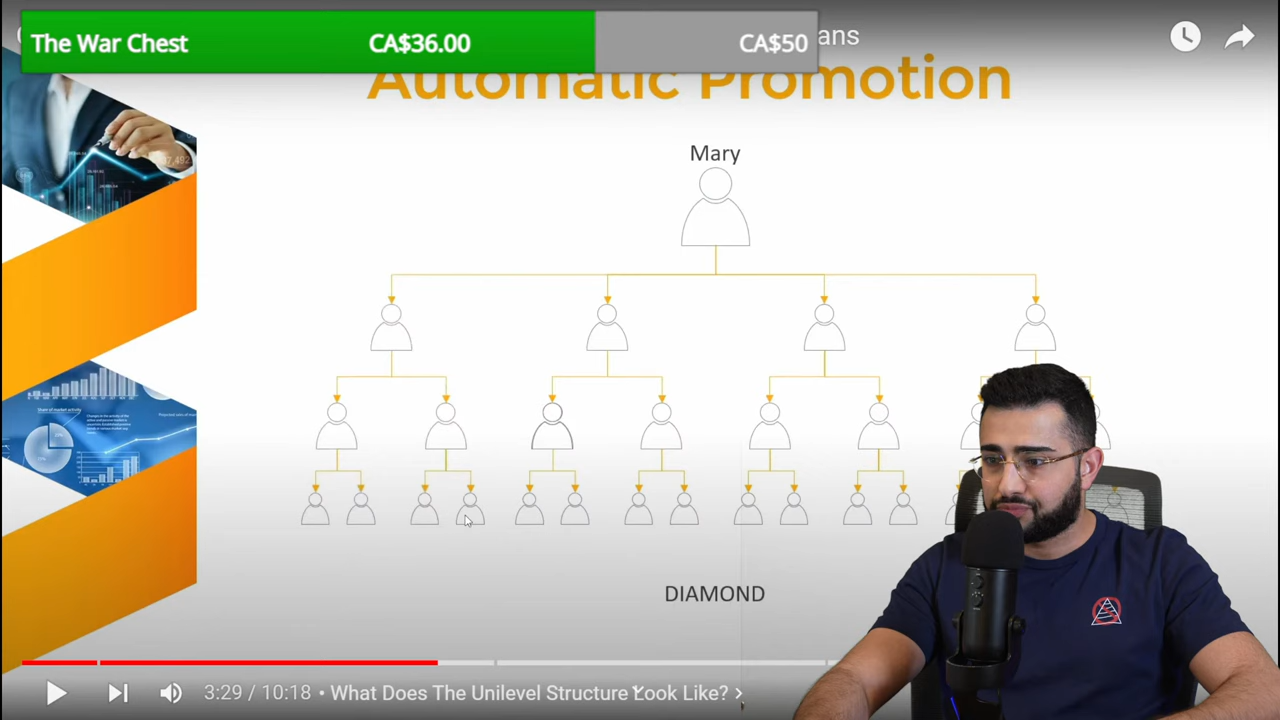 The War Chest CA$36.00 CA$50
ans
Automatic Promotion
Mary
DIAMOND
3:29 / 10:18 • What Does The Unilevel Structure Look Like? >